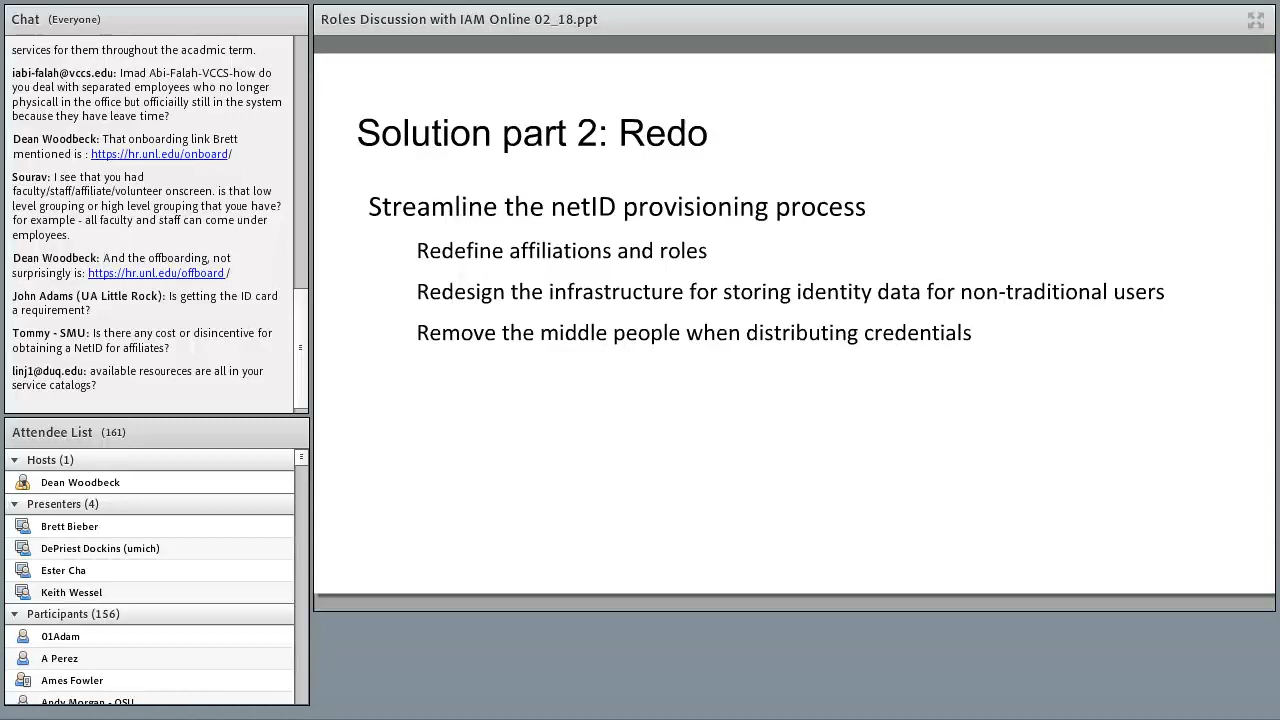 Chat (Everyone)
services for them throughout the acadmic term.
iabi-falah@vccs.edu: Imad Abi-Falah-VCCS-how do
you deal with separated employees who no longer
physicall in the office but officiailly still in the system
because they have leave time?
Dean Woodbeck: That onboarding link Brett
mentioned is : https://hr.unl.edu/onboard/
Sourav: I see that you had
faculty/staff/affiliate/volunteer onscreen. is that low
level grouping or high level grouping that youe have?
for example - all faculty and staff can come under
employees.
Dean Woodbeck: And the offboarding, not
surprisingly is: https://hr.unl.edu/offboard /
John Adams (UA Little Rock): Is getting the ID card
a requirement?
Tommy - SMU: Is there any cost or disincentive for
obtaining a NetID for affiliates?
linj1@duq.edu: available resoureces are all in your
service catalogs?
Attendee List (161)
Hosts (1)
Dean Woodbeck
Presenters (4)
Brett Bieber
DePriest Dockins (umich)
Ester Cha
Keith Wessel
Participants (156)
01Adam
A Perez
Ames Fowler
Andy Morgan - OSU
Roles Discussion with IAM Online 02_18.ppt
Solution part 2: Redo
Streamline the netID provisioning process
Redefine affiliations and roles
Redesign the infrastructure for storing identity data for non-traditional users
Remove the middle people when distributing credentials